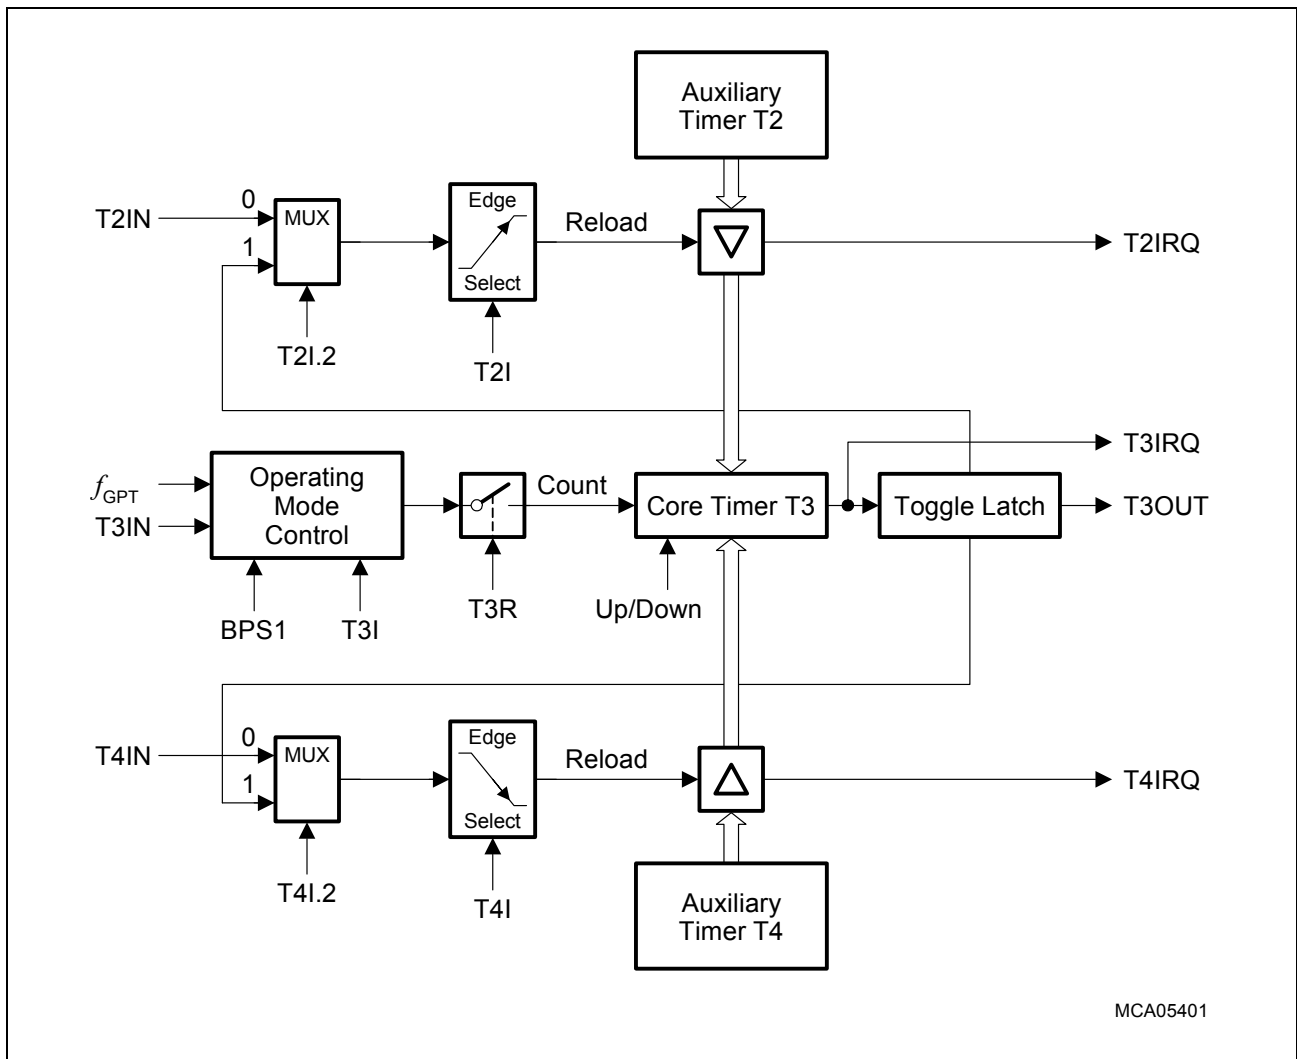 Auxiliary
Timer T2
T2IN
0
1
MUX
T2I.2
Edge
Select
T2I
Reload
T2IRQ
fGPT
T3IN
Operating
Mode
Control
BPS1
T3I
T3R
Count
Core Timer T3
Up/Down
Toggle Latch
T3IRQ
T3OUT
T4IN
0
1
MUX
T4I.2
Edge
Select
T4I
Reload
T4IRQ
Auxiliary
Timer T4
MCA05401